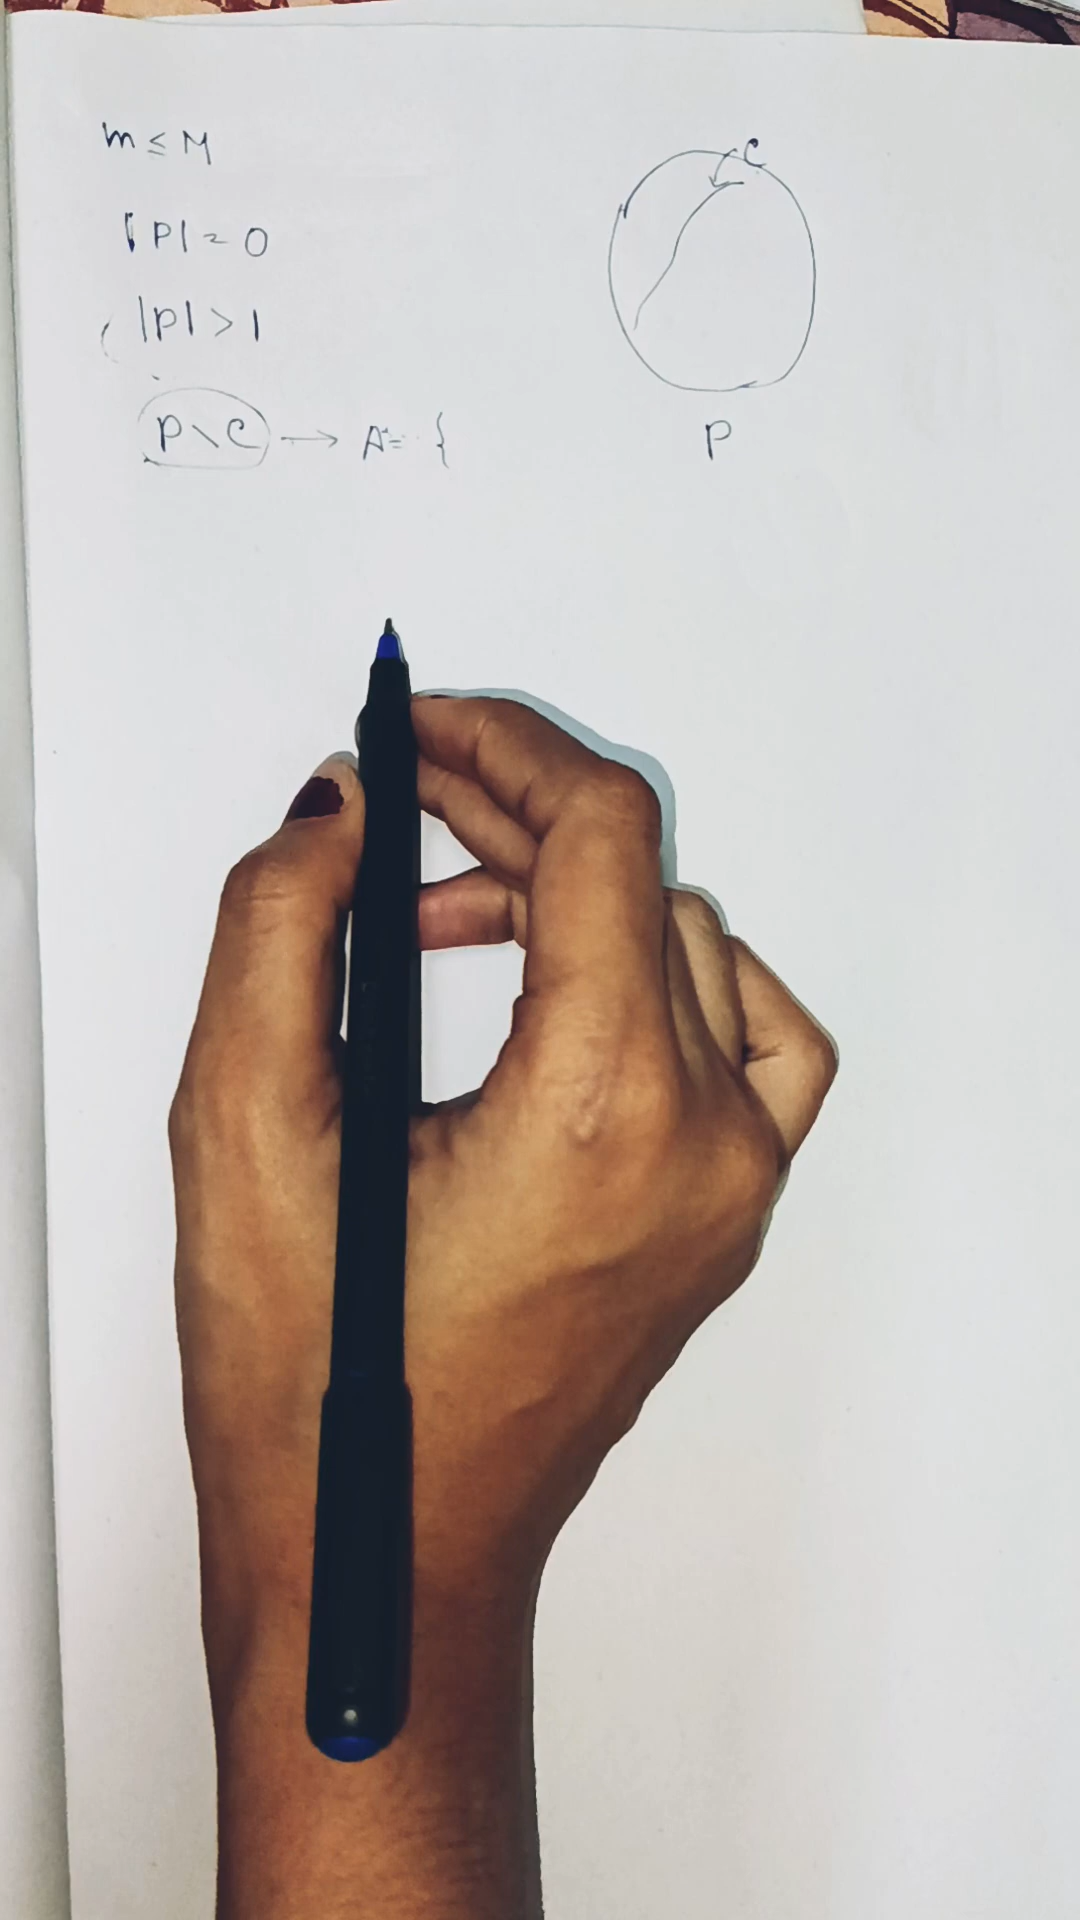 m ≤ M
|P| = 0
|P| > 1
P \ C → A = {
C
P